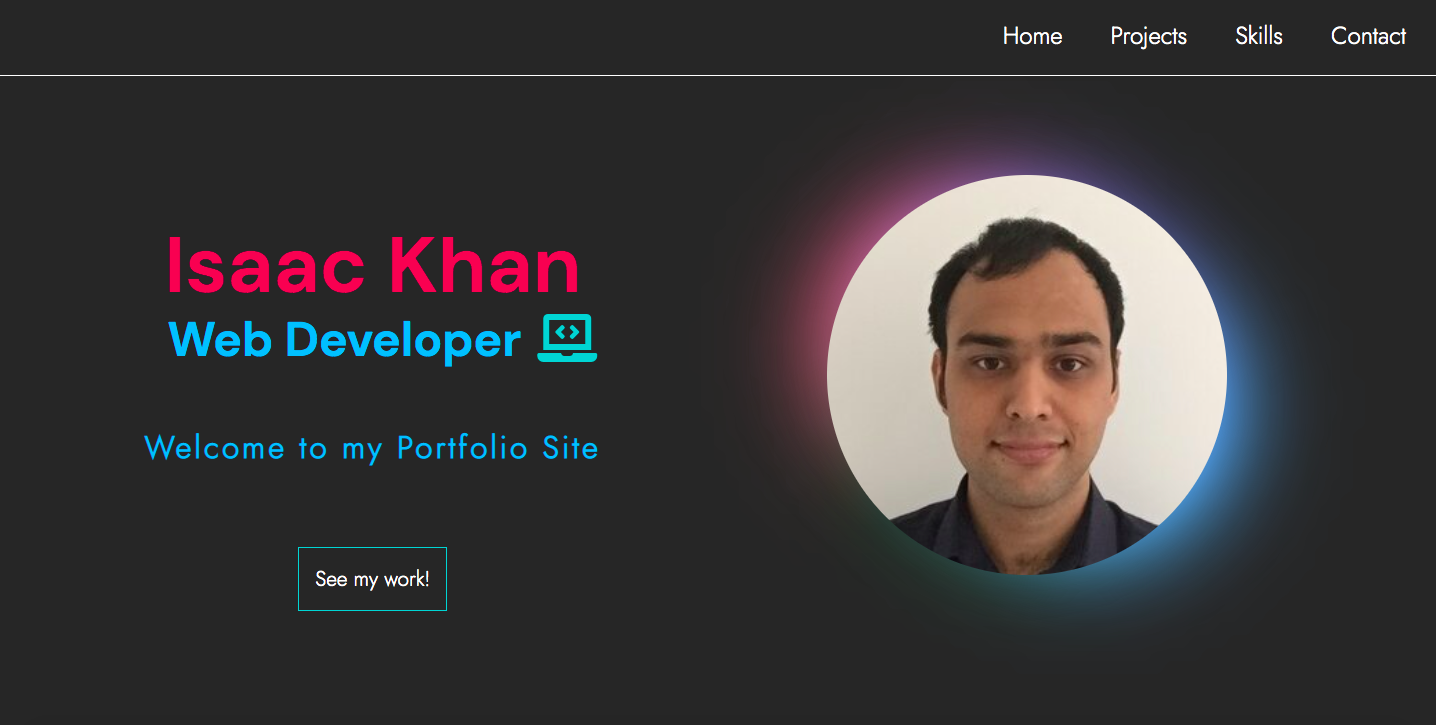 Home Projects Skills Contact
Isaac Khan
Web Developer
Welcome to my Portfolio Site
See my work!